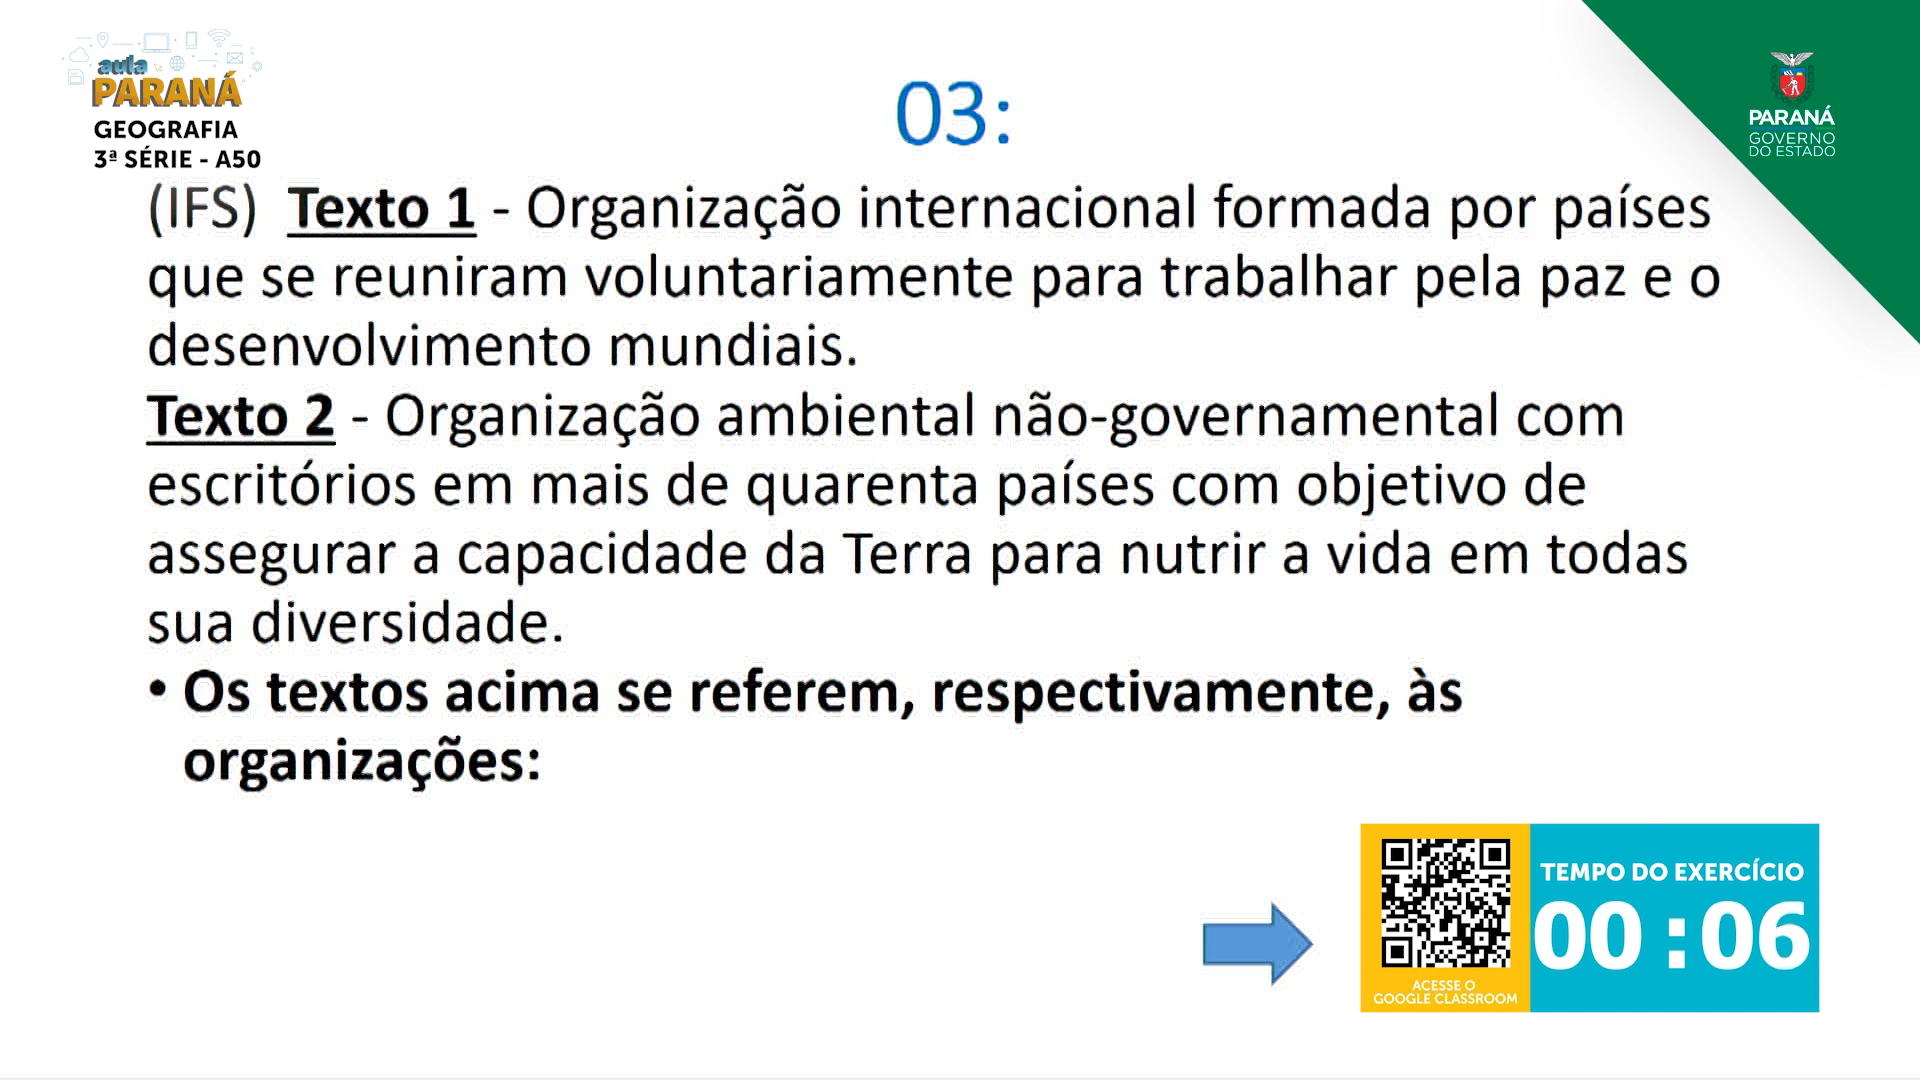 aula
PARANÁ
GEOGRAFIA
3ª SÉRIE - A50
PARANÁ
GOVERNO
DO ESTADO
03:
(IFS) Texto 1 - Organização internacional formada por países
que se reuniram voluntariamente para trabalhar pela paz e o
desenvolvimento mundiais.
Texto 2 - Organização ambiental não-governamental com
escritórios em mais de quarenta países com objetivo de
assegurar a capacidade da Terra para nutrir a vida em todas
sua diversidade.
• Os textos acima se referem, respectivamente, às
organizações:
TEMPO DO EXERCÍCIO
00:06
ACESSE O
GOOGLE CLASSROOM